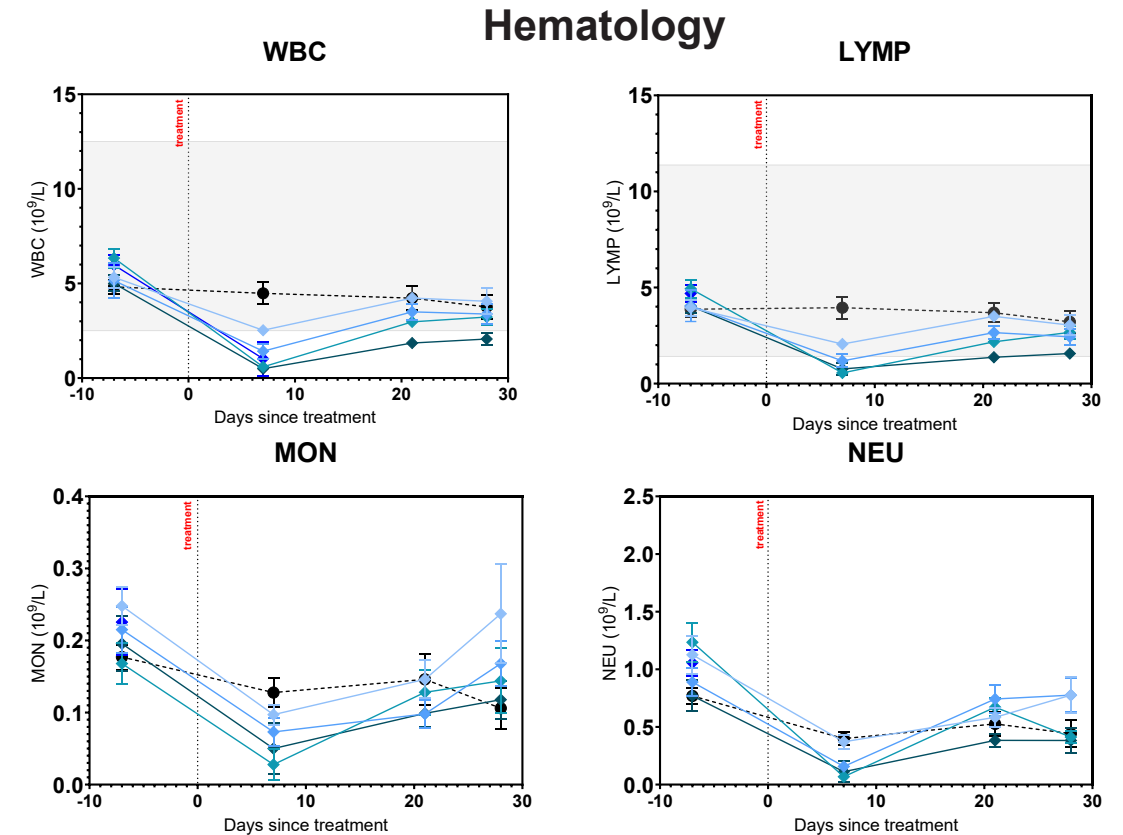 Hematology
WBC
15
10
5
0
-10
0
10
20
30
treatment
WBC (10⁹/L)
Days since treatment
LYMP
15
10
5
0
-10
0
10
20
30
treatment
LYMP (10⁹/L)
Days since treatment
MON
0.4
0.3
0.2
0.1
0.0
-10
0
10
20
30
treatment
MON (10⁹/L)
Days since treatment
NEU
2.5
2.0
1.5
1.0
0.5
0.0
-10
0
10
20
30
treatment
NEU (10⁹/L)
Days since treatment